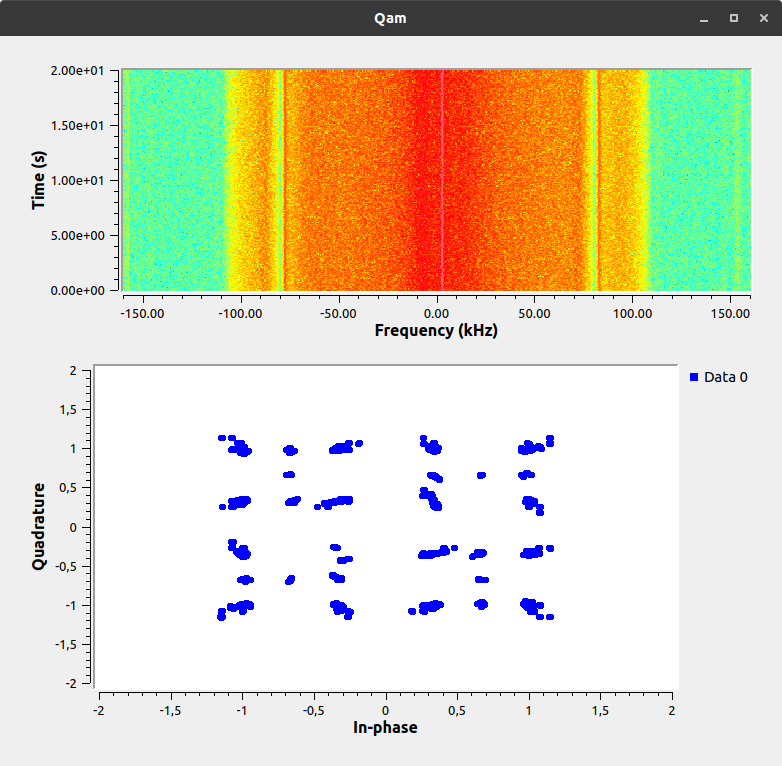 Qam
2.00e+01
1.50e+01
1.00e+01
5.00e+00
0.00e+00
Time (s)
-150.00 -100.00 -50.00 0.00 50.00 100.00 150.00
Frequency (kHz)
2
1,5
1
0,5
0
-0,5
-1
-1,5
-2
Quadrature
Data 0
-2 -1,5 -1 -0,5 0 0,5 1 1,5 2
In-phase